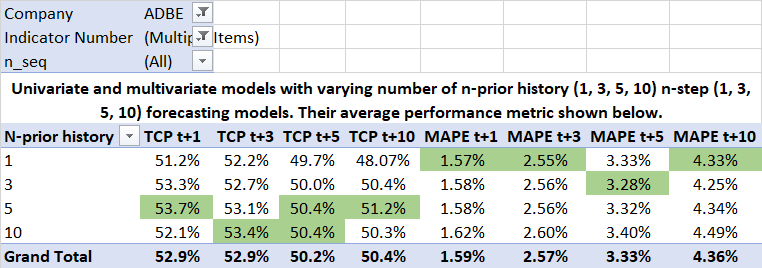 Company ADBE
Indicator Number (Multip Items)
n_seq (All)
Univariate and multivariate models with varying number of n-prior history (1, 3, 5, 10) n-step (1, 3,
5, 10) forecasting models. Their average performance metric shown below.
N-prior history TCP t+1 TCP t+3 TCP t+5 TCP t+10 MAPE t+1 MAPE t+3 MAPE t+5 MAPE t+10
1 51.2% 52.2% 49.7% 48.07% 1.57% 2.55% 3.33% 4.33%
3 53.3% 52.7% 50.0% 50.4% 1.58% 2.56% 3.28% 4.25%
5 53.7% 53.1% 50.4% 51.2% 1.58% 2.56% 3.32% 4.34%
10 52.1% 53.4% 50.4% 50.3% 1.62% 2.60% 3.40% 4.49%
Grand Total 52.9% 52.9% 50.2% 50.4% 1.59% 2.57% 3.33% 4.36%